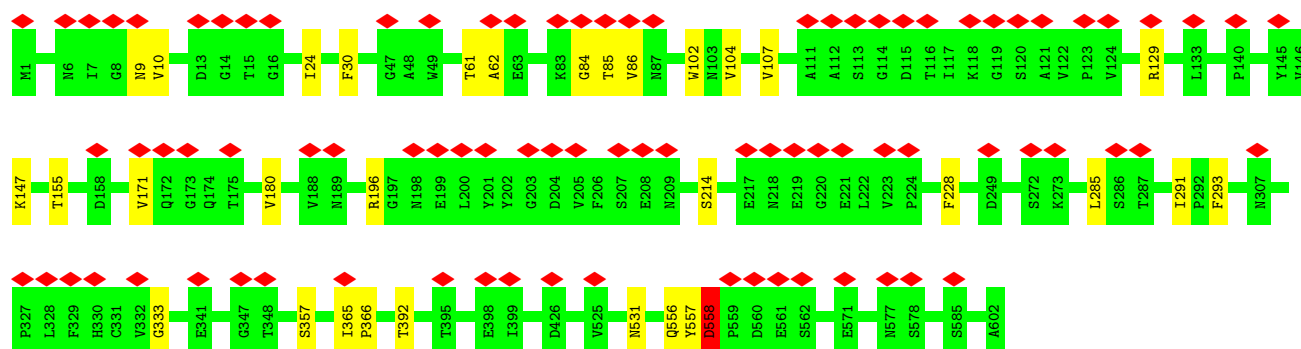 M1 N6 I7 G8 N9 V10 D13 G14 T15 G16 I24 F30 G47 A48 W49 T61 A62 E63 K83 G84 T85 V86 N87 W102 N103 V104 V107 A111 A112 S113 G114 D115 T116 I117 K118 G119 S120 A121 V122 P123 V124 R129 L133 P140 Y145 V146
K147 T155 D158 V171 Q172 G173 Q174 T175 V180 V188 N189 R196 G197 N198 E199 L200 Y201 Y202 G203 D204 V205 F206 S207 E208 N209 S214 E217 N218 E219 G220 E221 L222 V223 P224 F228 D249 S272 K273 L285 S286 T287 I291 P292 F293 N307
P327 L328 F329 H330 C331 V332 G333 E341 G347 T348 S357 I365 P366 T392 T395 E398 I399 D426 V525 N531 Q556 Y557 D558 P559 D560 E561 S562 E571 N577 S578 S585 A602